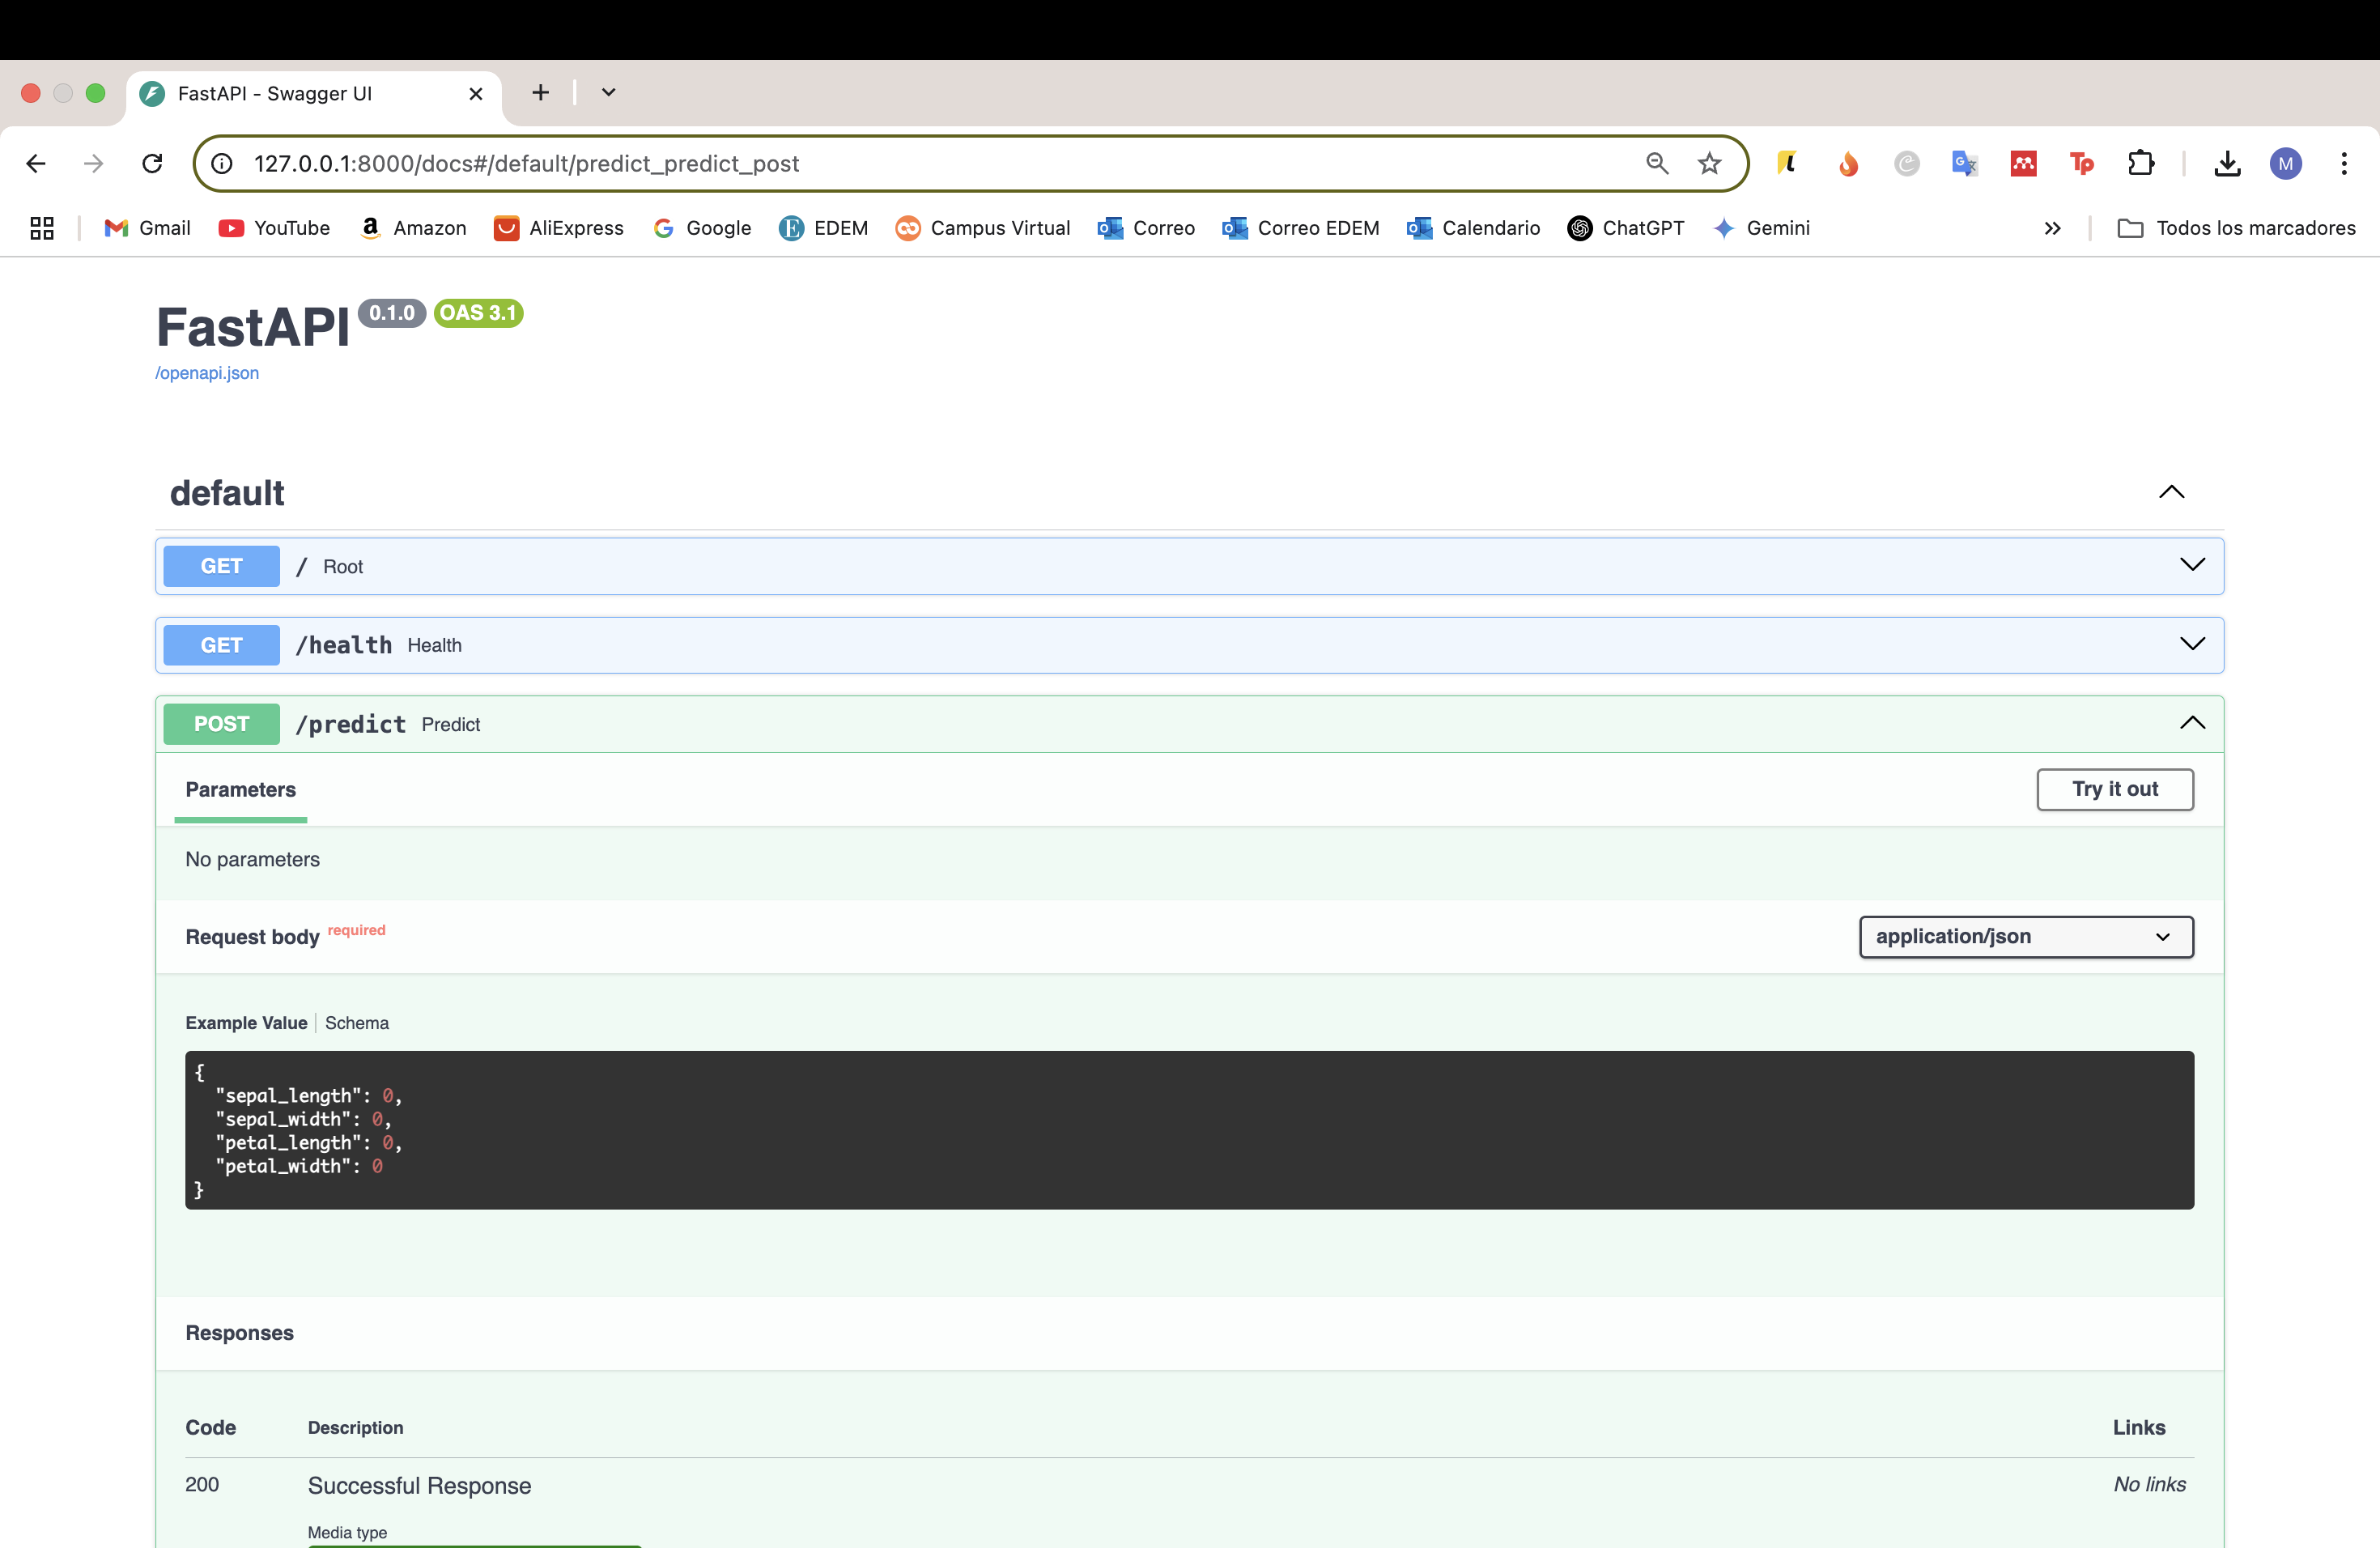 FastAPI - Swagger UI
127.0.0.1:8000/docs#/default/predict_predict_post
M
Gmail YouTube Amazon AliExpress Google EDEM Campus Virtual Correo Correo EDEM Calendario ChatGPT Gemini Todos los marcadores
FastAPI 0.1.0 OAS 3.1
/openapi.json
default
GET / Root
GET /health Health
POST /predict Predict
Parameters Try it out
No parameters
Request body required application/json
Example Value Schema
{
"sepal_length": 0,
"sepal_width": 0,
"petal_length": 0,
"petal_width": 0
}
Responses
Code Description Links
200 Successful Response No links
Media type